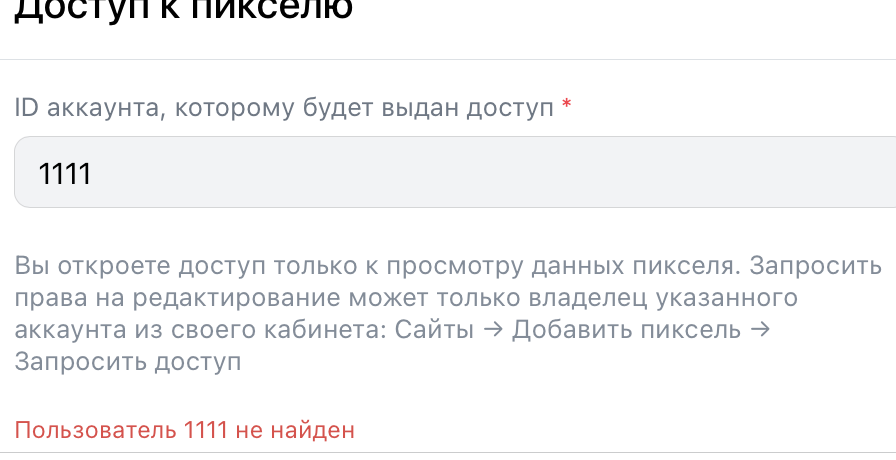 Доступ к пикселю
ID аккаунта, которому будет выдан доступ *
1111
Вы откроете доступ только к просмотру данных пикселя. Запросить
права на редактирование может только владелец указанного
аккаунта из своего кабинета: Сайты → Добавить пиксель →
Запросить доступ
Пользователь 1111 не найден